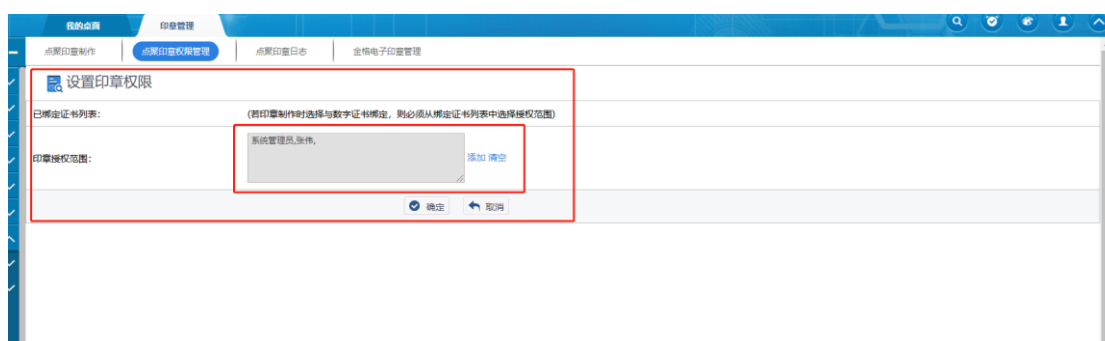 我的桌面 印章管理
点聚印章制作 点聚印章权限管理 点聚印章日志 金格电子印章管理
设置印章权限
已绑定证书列表: (若印章制作时选择与数字证书绑定，则必须从绑定证书列表中选择授权范围)
系统管理员,张伟,
印章授权范围: 添加 清空
确定 取消